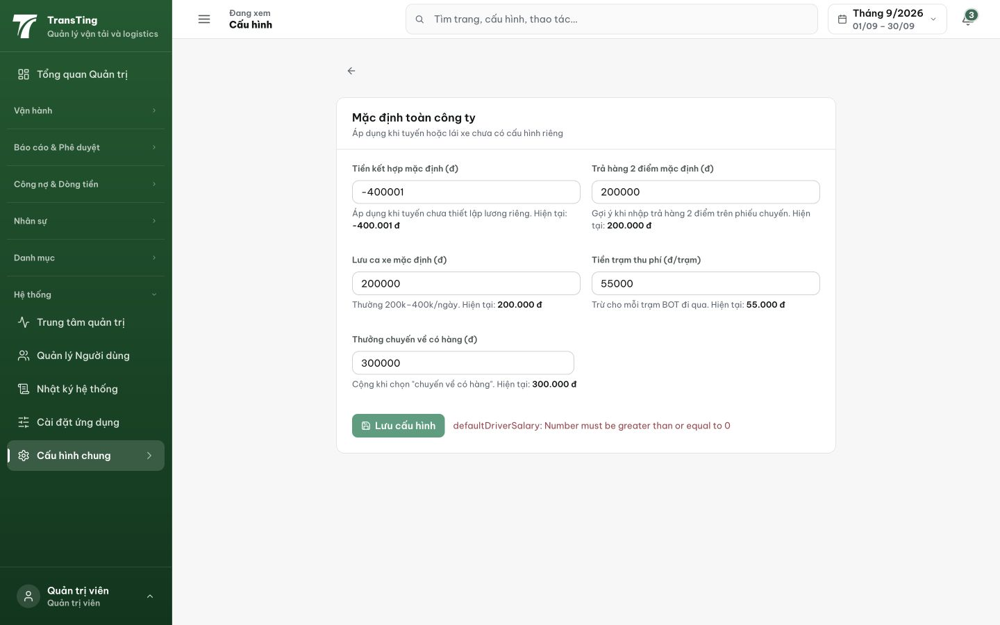 TransTing
Quản lý vận tải và logistics
Tổng quan Quản trị
Vận hành
Báo cáo & Phê duyệt
Công nợ & Dòng tiền
Nhân sự
Danh mục
Hệ thống
Trung tâm quản trị
Quản lý Người dùng
Nhật ký hệ thống
Cài đặt ứng dụng
Cấu hình chung
Quản trị viên
Quản trị viên
Đang xem
Cấu hình
Tìm trang, cấu hình, thao tác...
Tháng 9/2026
01/09 – 30/09
3
Mặc định toàn công ty
Áp dụng khi tuyến hoặc lái xe chưa có cấu hình riêng
Tiền kết hợp mặc định (đ)
-400001
Áp dụng khi tuyến chưa thiết lập lương riêng. Hiện tại:
-400.001 đ
Trả hàng 2 điểm mặc định (đ)
200000
Gợi ý khi nhập trả hàng 2 điểm trên phiếu chuyến. Hiện
tại: 200.000 đ
Lưu ca xe mặc định (đ)
200000
Thường 200k–400k/ngày. Hiện tại: 200.000 đ
Tiền trạm thu phí (đ/trạm)
55000
Trừ cho mỗi trạm BOT đi qua. Hiện tại: 55.000 đ
Thưởng chuyến về có hàng (đ)
300000
Cộng khi chọn "chuyến về có hàng". Hiện tại: 300.000 đ
Lưu cấu hình
defaultDriverSalary: Number must be greater than or equal to 0